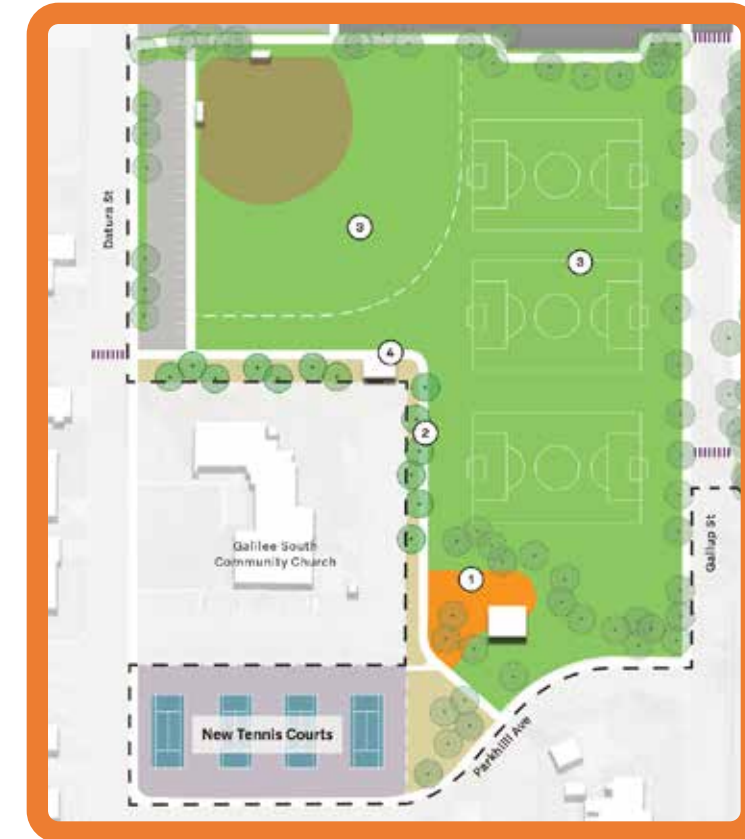 Datura St
3
3
4
2
Galilee South
Community Church
Gallup St
1
New Tennis Courts
Parkhill Ave